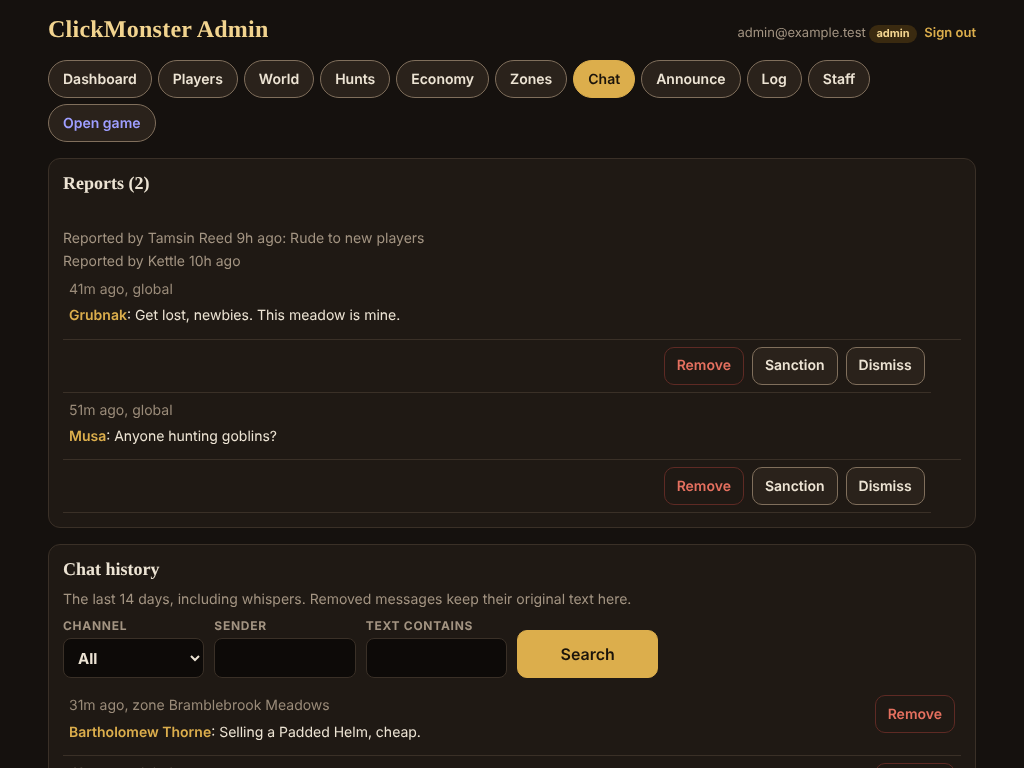 ClickMonster Admin
admin@example.test admin Sign out
Dashboard Players World Hunts Economy Zones Chat Announce Log Staff
Open game
Reports (2)
Reported by Tamsin Reed 9h ago: Rude to new players
Reported by Kettle 10h ago
41m ago, global
Grubnak: Get lost, newbies. This meadow is mine.
Remove Sanction Dismiss
51m ago, global
Musa: Anyone hunting goblins?
Remove Sanction Dismiss
Chat history
The last 14 days, including whispers. Removed messages keep their original text here.
CHANNEL SENDER TEXT CONTAINS
All Search
31m ago, zone Bramblebrook Meadows
Remove
Bartholomew Thorne: Selling a Padded Helm, cheap.